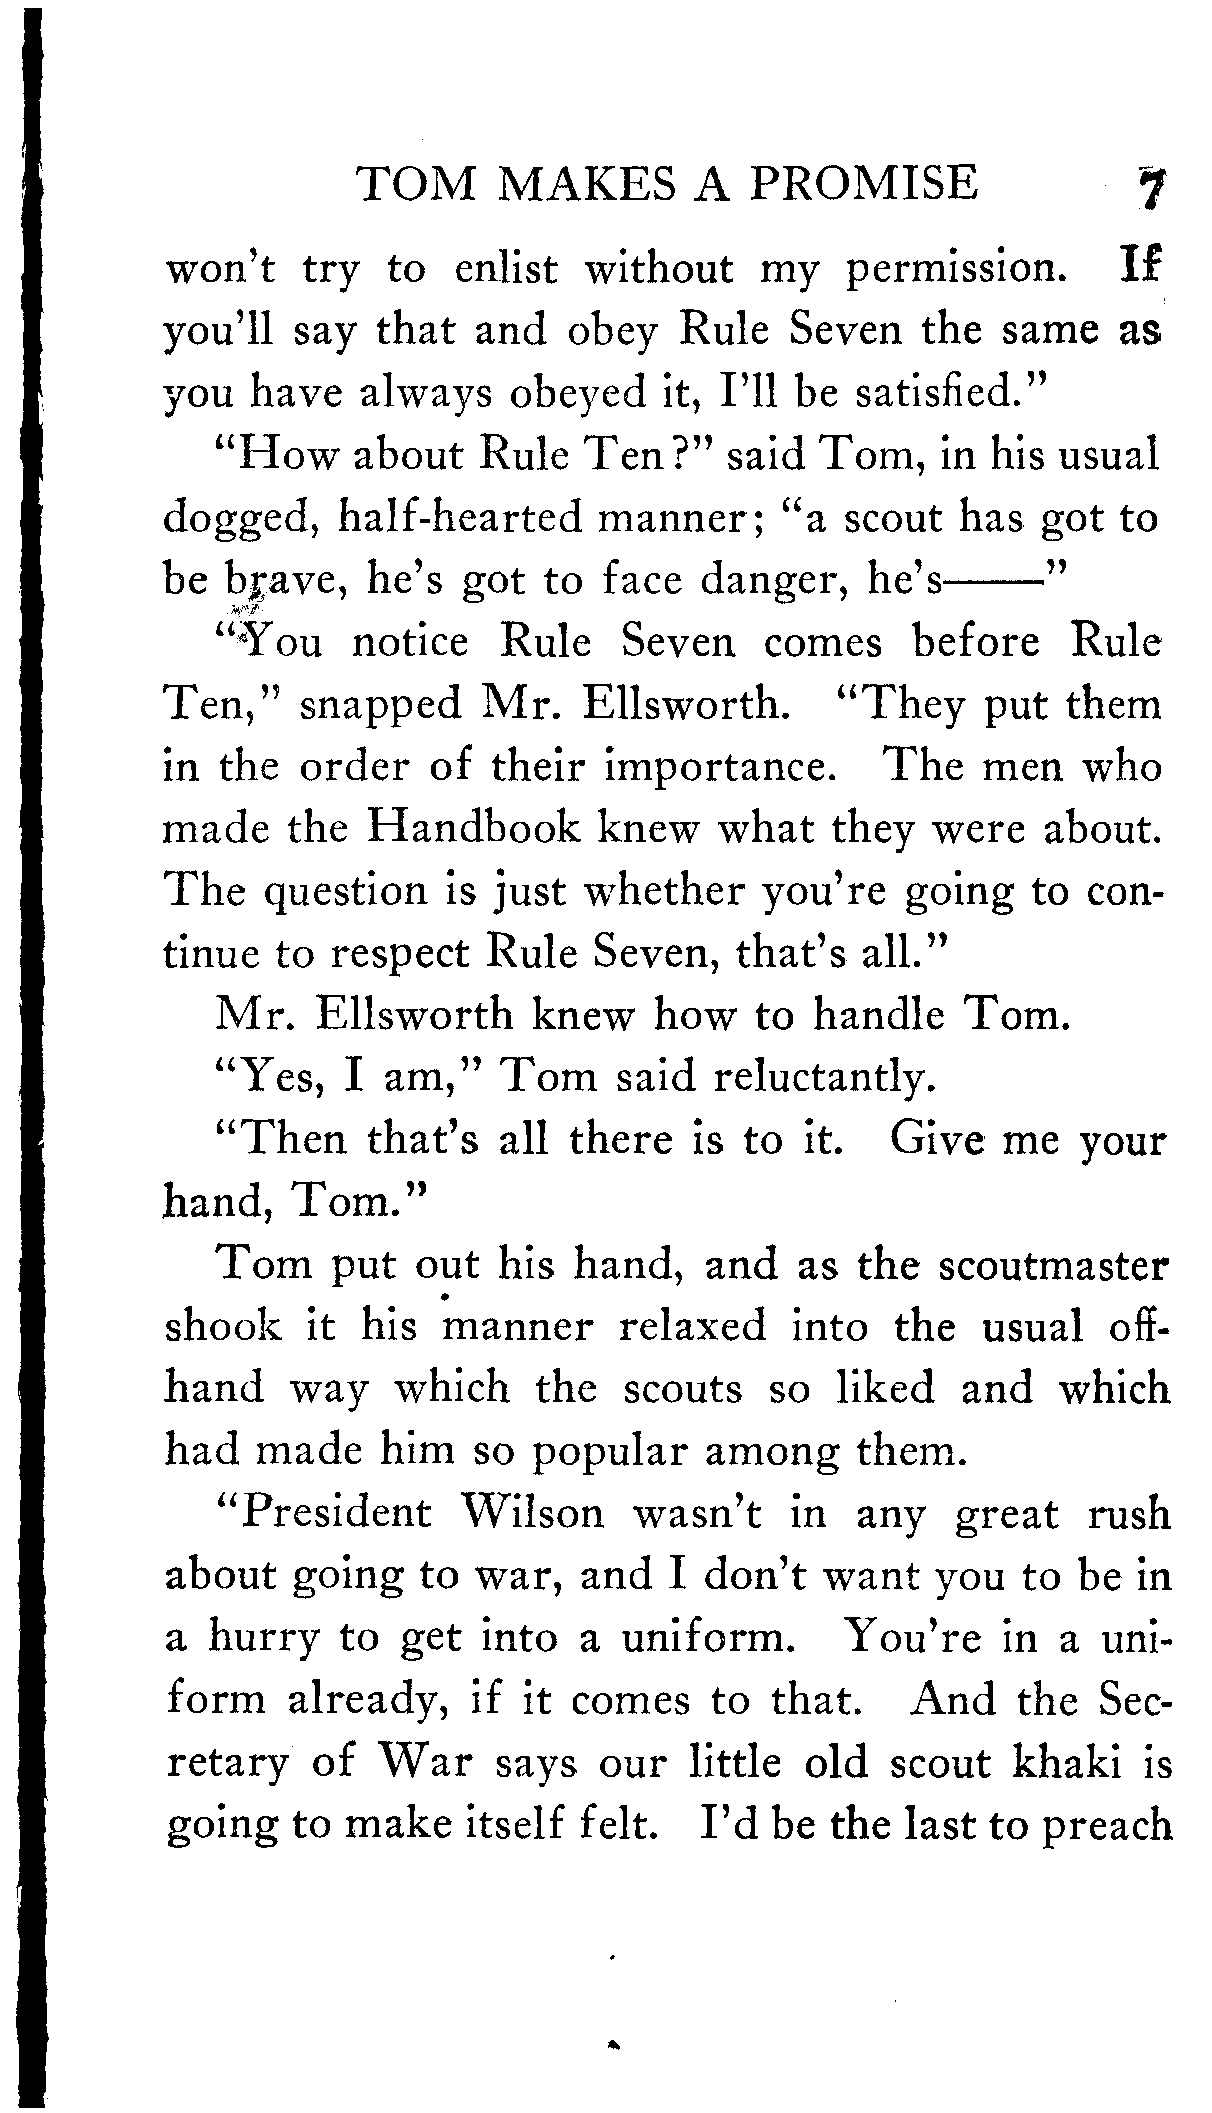 TOM MAKES A PROMISE 7
won't try to enlist without my permission. If
you'll say that and obey Rule Seven the same as
you have always obeyed it, I'll be satisfied."
"How about Rule Ten?" said Tom, in his usual
dogged, half-hearted manner; "a scout has got to
be brave, he's got to face danger, he's——"
"You notice Rule Seven comes before Rule
Ten," snapped Mr. Ellsworth. "They put them
in the order of their importance. The men who
made the Handbook knew what they were about.
The question is just whether you're going to con-
tinue to respect Rule Seven, that's all."
Mr. Ellsworth knew how to handle Tom.
"Yes, I am," Tom said reluctantly.
"Then that's all there is to it. Give me your
hand, Tom."
Tom put out his hand, and as the scoutmaster
shook it his manner relaxed into the usual off-
hand way which the scouts so liked and which
had made him so popular among them.
"President Wilson wasn't in any great rush
about going to war, and I don't want you to be in
a hurry to get into a uniform. You're in a uni-
form already, if it comes to that. And the Sec-
retary of War says our little old scout khaki is
going to make itself felt. I'd be the last to preach